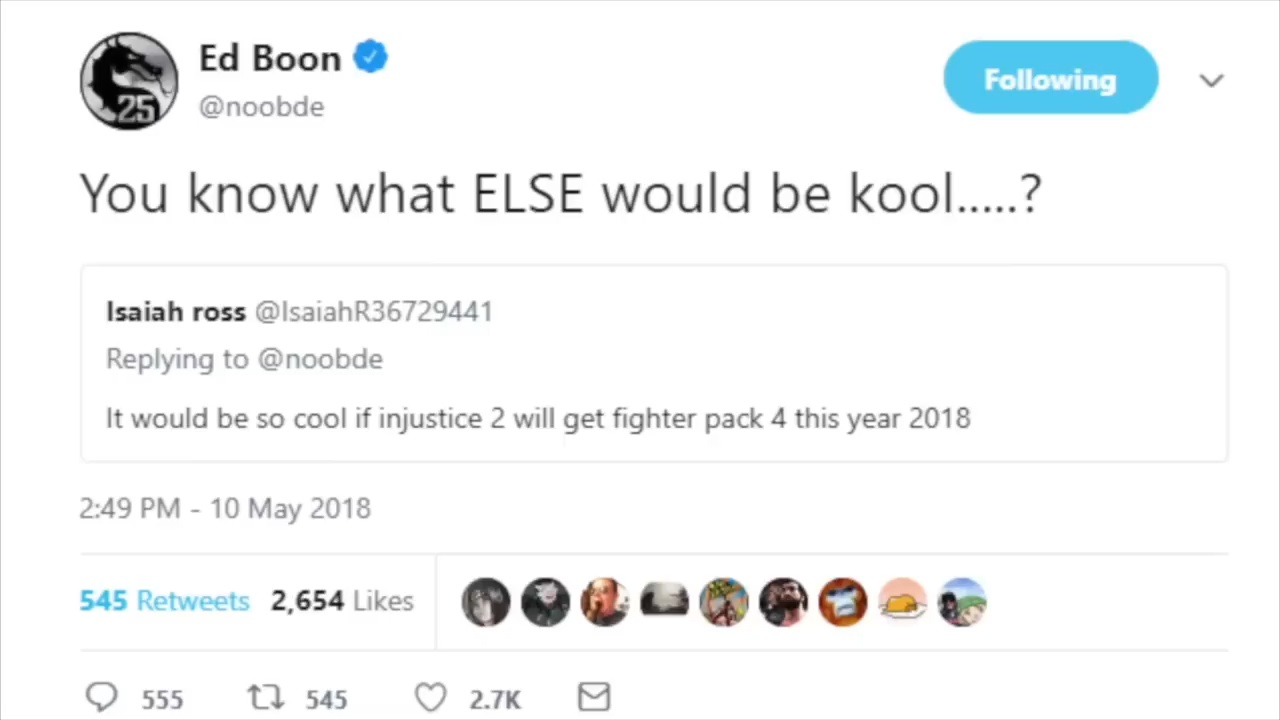 Ed Boon
@noobde
Following
25
You know what ELSE would be kool.....?
Isaiah ross @IsaiahR36729441
Replying to @noobde
It would be so cool if injustice 2 will get fighter pack 4 this year 2018
2:49 PM - 10 May 2018
545 Retweets 2,654 Likes
555 545 2.7K